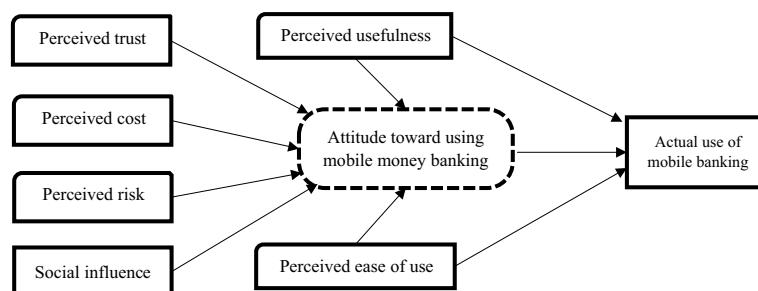 Perceived trust
Perceived usefulness
Perceived cost
Attitude toward using
mobile money banking
Actual use of
mobile banking
Perceived risk
Social influence
Perceived ease of use